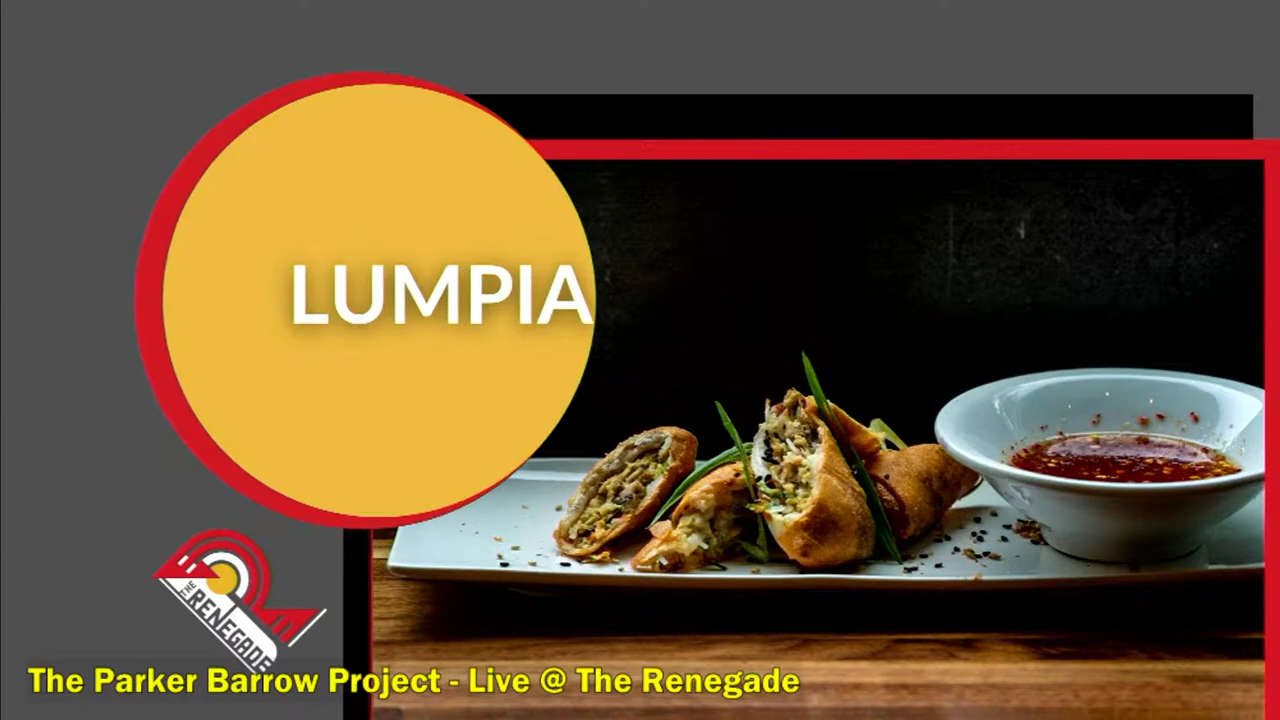 LUMPIA
THE
RENEGADE
The Parker Barrow Project - Live @ The Renegade